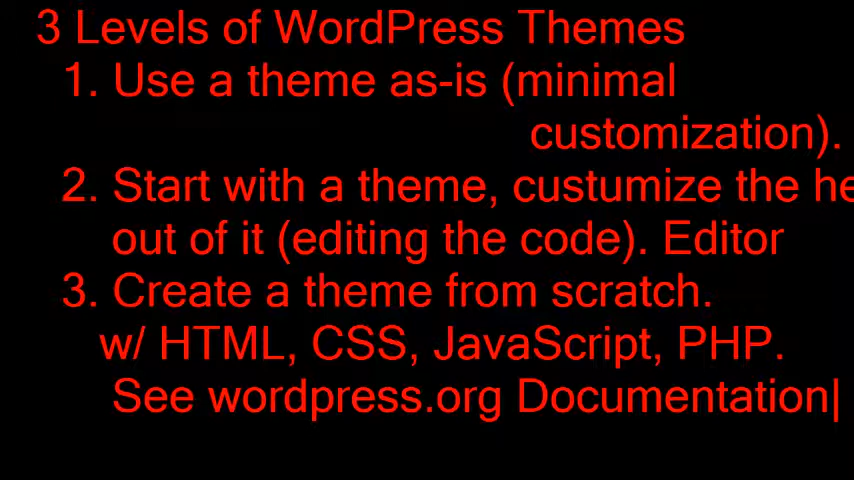 3 Levels of WordPress Themes
1. Use a theme as-is (minimal
customization).
2. Start with a theme, custumize the he
out of it (editing the code). Editor
3. Create a theme from scratch.
w/ HTML, CSS, JavaScript, PHP.
See wordpress.org Documentation|